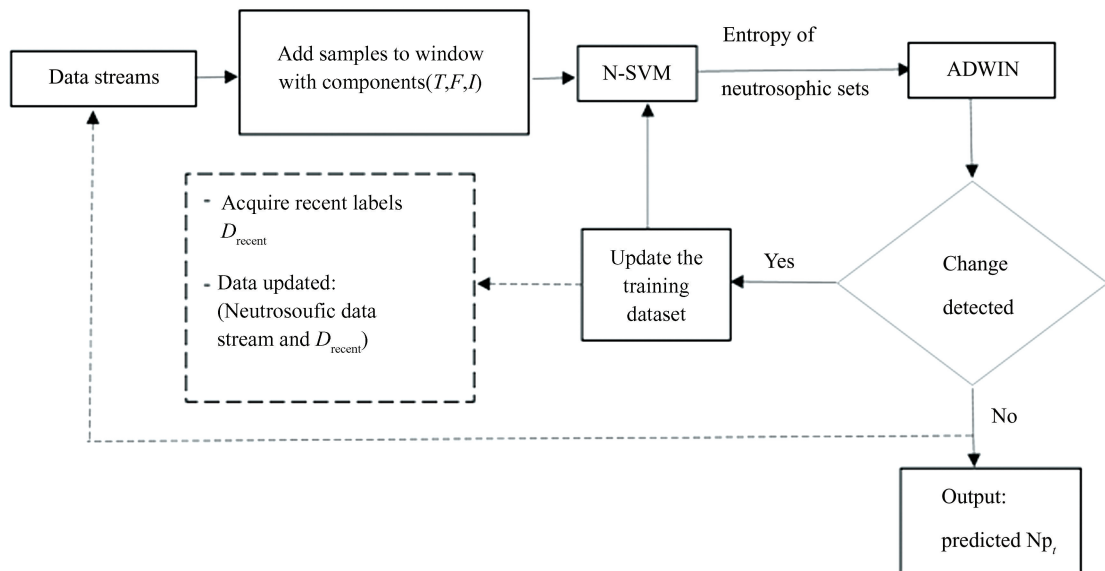 Data streams
Add samples to window
with components(T,F,I)
N-SVM
Entropy of
neutrosophic sets
ADWIN
- Acquire recent labels
D_recent
- Data updated:
(Neutrosoufic data
stream and D_recent)
Update the
training
dataset
Yes
Change
detected
No
Output:
predicted Np_t